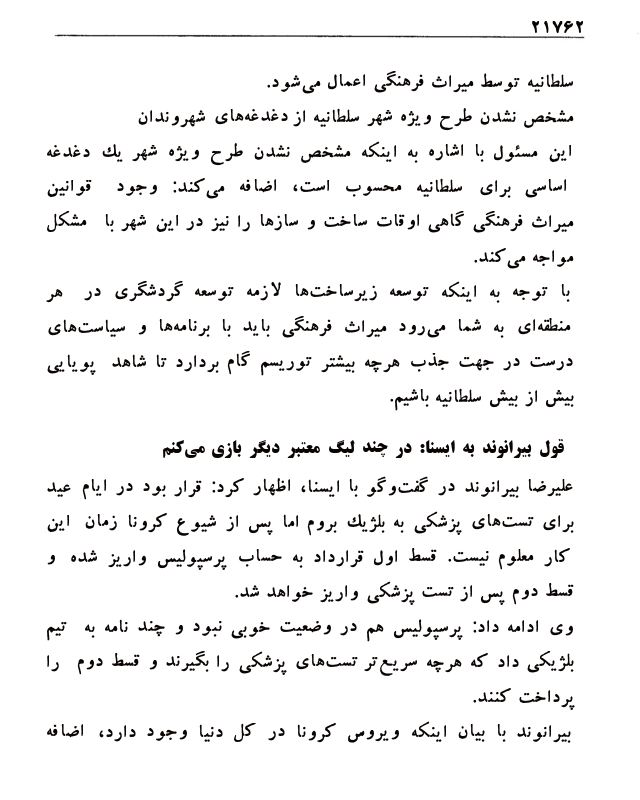 ۲۱۷۶۲
سلطانیه توسط میراث فرهنگی اعمال می‌شود.
مشخص نشدن طرح ویژه شهر سلطانیه از دغدغه‌های شهروندان
این مسئول با اشاره به اینکه مشخص نشدن طرح ویژه شهر یك دغدغه
اساسی برای سلطانیه محسوب است، اضافه می‌کند: وجود قوانین
میراث فرهنگی گاهی اوقات ساخت و سازها را نیز در این شهر با مشکل
مواجه می‌کند.
با توجه به اینکه توسعه زیرساخت‌ها لازمه توسعه گردشگری در هر
منطقه‌ای به شما می‌رود میراث فرهنگی باید با برنامه‌ها و سیاست‌های
درست در جهت جذب هرچه بیشتر توریسم گام بردارد تا شاهد پویایی
بیش از بیش سلطانیه باشیم.
قول بیرانوند به ایسنا: در چند لیگ معتبر دیگر بازی می‌کنم
علیرضا بیرانوند در گفت‌وگو با ایسنا، اظهار کرد: قرار بود در ایام عید
برای تست‌های پزشکی به بلژیك بروم اما پس از شیوع کرونا زمان این
کار معلوم نیست. قسط اول قرارداد به حساب پرسپولیس واریز شده و
قسط دوم پس از تست پزشکی واریز خواهد شد.
وی ادامه داد: پرسپولیس هم در وضعیت خوبی نبود و چند نامه به تیم
بلژیکی داد که هرچه سریع‌تر تست‌های پزشکی را بگیرند و قسط دوم را
پرداخت کنند.
بیرانوند با بیان اینکه ویروس کرونا در کل دنیا وجود دارد، اضافه